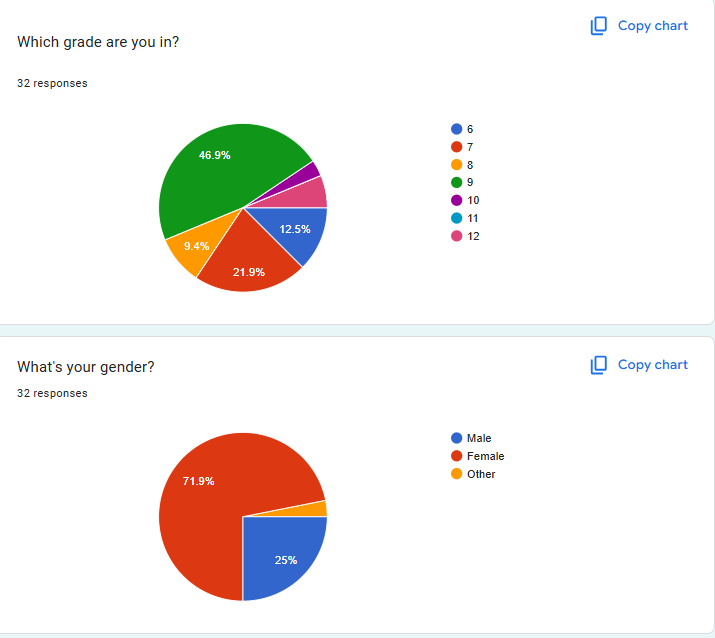 Copy chart
Which grade are you in?
32 responses
46.9%
12.5%
9.4%
21.9%
6
7
8
9
10
11
12
Copy chart
What's your gender?
32 responses
71.9%
25%
Male
Female
Other